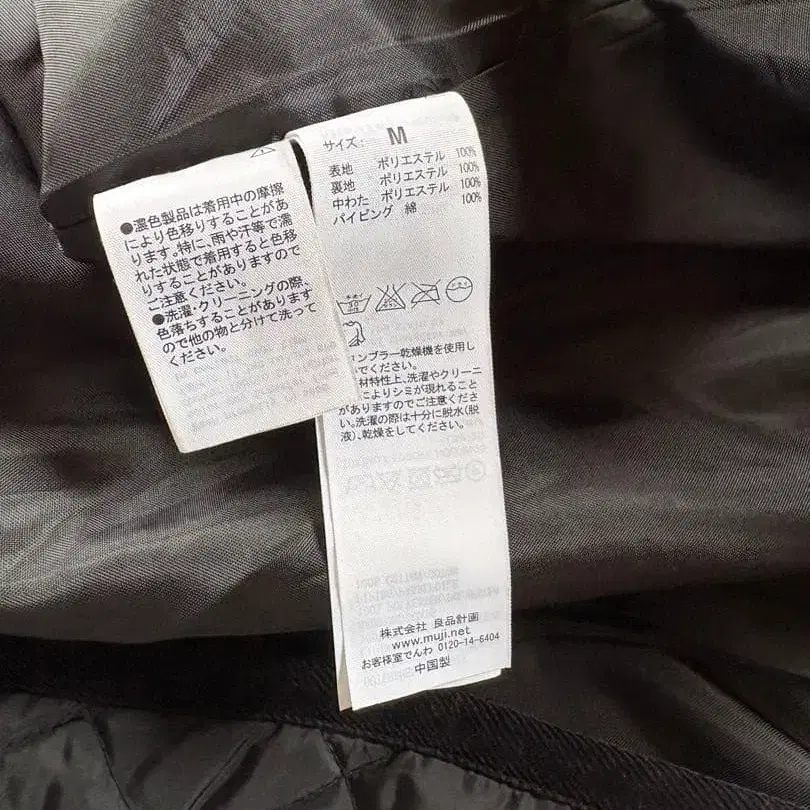 ●濃色製品は着用中の摩擦
により色移りすることがあ
ります。特に、雨や汗等で濡
れた状態で着用すると色移
りすることがありますので
ご注意ください。
●洗濯・クリーニングの際、
色落ちすることがあります
ので他の物と分けて洗って
ください。
サイズ: M
表地 ポリエステル 100%
裏地 ポリエステル 100%
中わた ポリエステル 100%
パイピング 綿 100%
ンブラー乾燥機を使用し
いでください。
材特性上、洗濯やクリーニ
によりシミが現れること
がありますのでご注意くださ
い。洗濯の際は十分に脱水(脱
液)、乾燥をしてください。
株式会社 良品計画
www.muji.net
お客様室でんわ 0120-14-6404
中国製